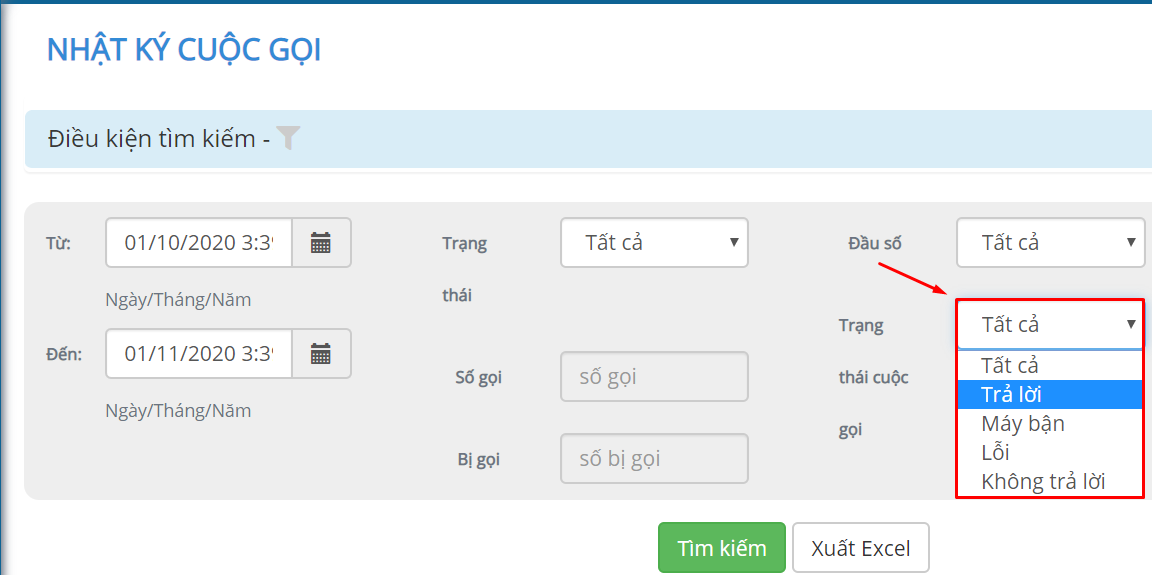 NHẬT KÝ CUỘC GỌI
Điều kiện tìm kiếm -
Từ:
01/10/2020 3:39
Ngày/Tháng/Năm
Đến:
01/11/2020 3:39
Ngày/Tháng/Năm
Trạng
thái
Tất cả
Số gọi
số gọi
Bị gọi
số bị gọi
Đầu số
Tất cả
Trạng
thái cuộc
gọi
Tất cả
Tất cả
Trả lời
Máy bận
Lỗi
Không trả lời
Tìm kiếm
Xuất Excel